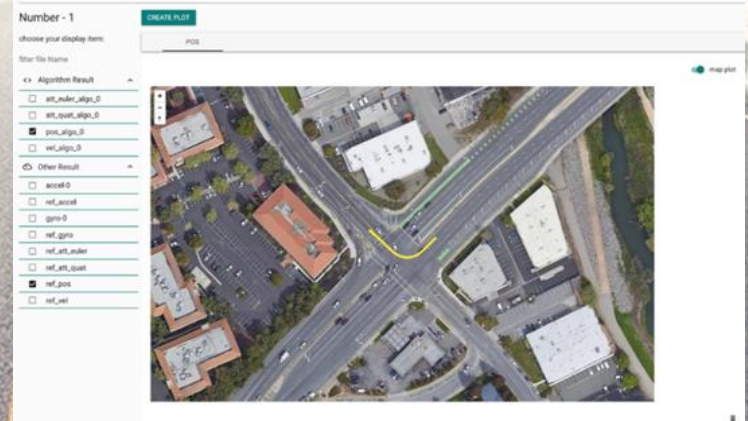 Number - 1
CREATE PLOT
choose your display item:
POS
filter file Name
map plot
<> Algorithm Result
att_euler_algo_0
att_quat_algo_0
pos_algo_0
vel_algo_0
Other Result
accel-0
ref_accel
gyro-0
ref_gyro
ref_att_euler
ref_att_quat
ref_pos
ref_vel